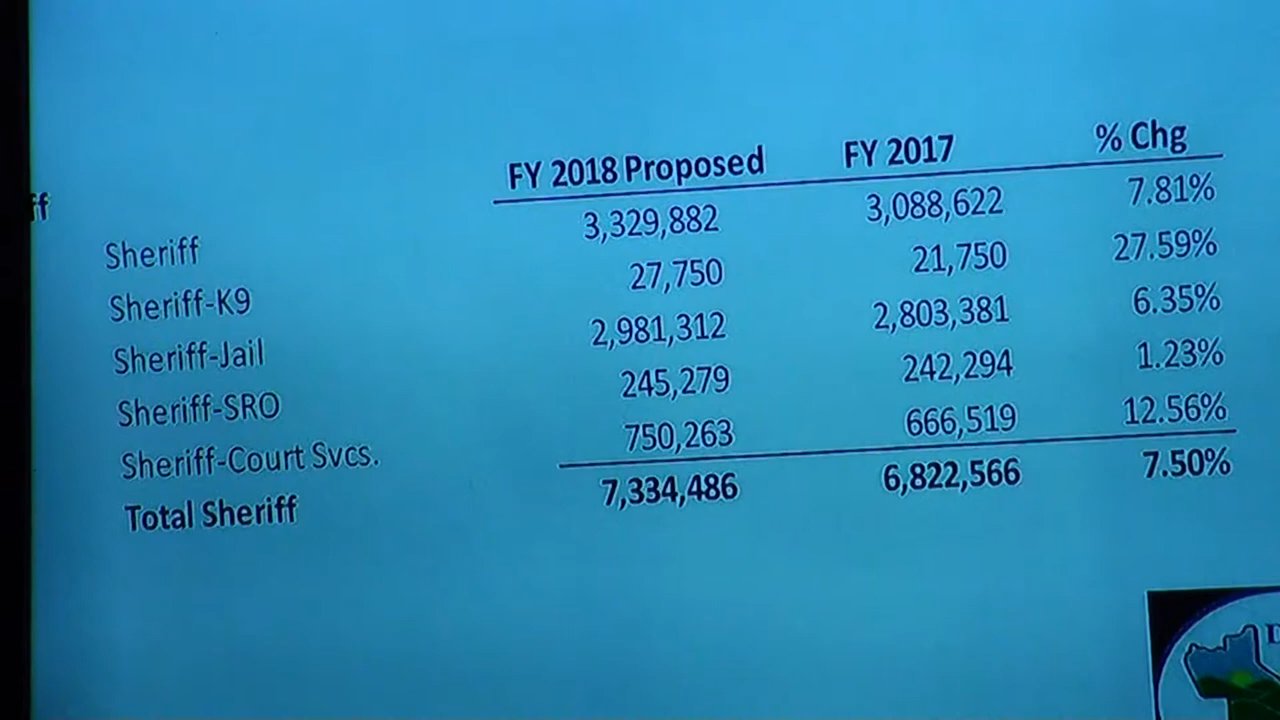 FY 2018 Proposed FY 2017 % Chg
ff
Sheriff 3,329,882 3,088,622 7.81%
Sheriff-K9 27,750 21,750 27.59%
Sheriff-Jail 2,981,312 2,803,381 6.35%
Sheriff-SRO 245,279 242,294 1.23%
Sheriff-Court Svcs. 750,263 666,519 12.56%
Total Sheriff 7,334,486 6,822,566 7.50%